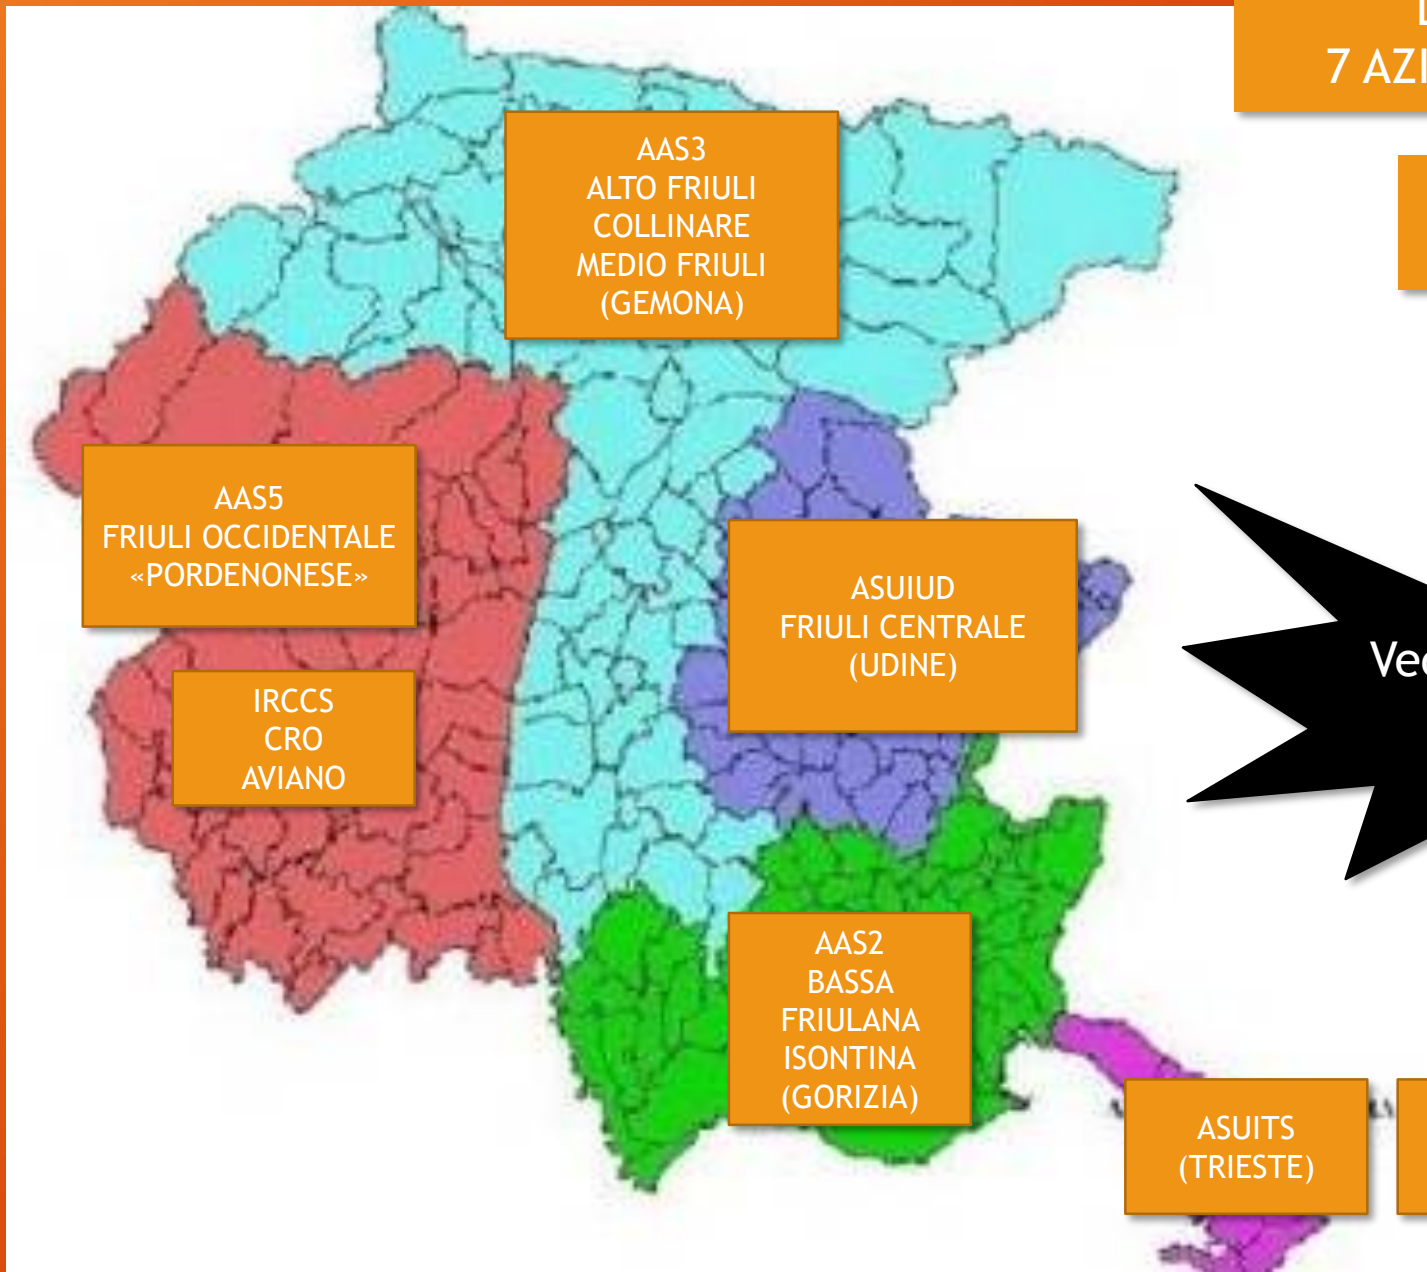 7 AZI
AAS3
ALTO FRIULI
COLLINARE
MEDIO FRIULI
(GEMONA)
AAS5
FRIULI OCCIDENTALE
«PORDENONESE»
ASUIUD
FRIULI CENTRALE
(UDINE)
IRCCS
CRO
AVIANO
AAS2
BASSA
FRIULANA
ISONTINA
(GORIZIA)
ASUITS
(TRIESTE)